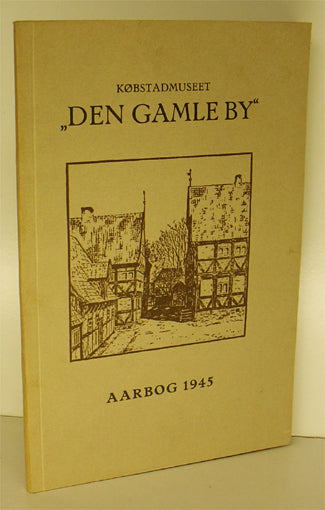 KØBSTADMUSEET
„DEN GAMLE BY“
AARBOG 1945